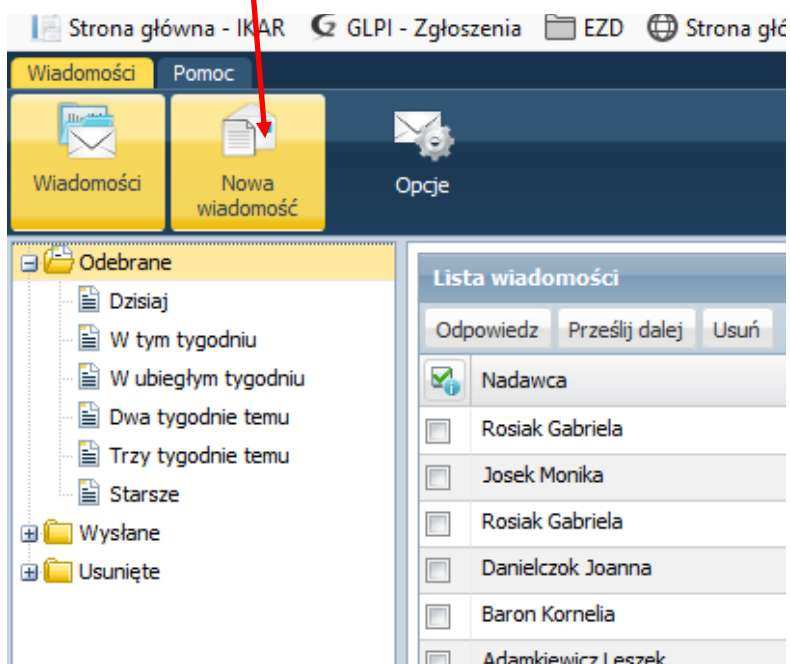 Strona główna - IKAR GLPI - Zgłoszenia EZD Strona głó
Wiadomości Pomoc
Wiadomości
Nowa
wiadomość
Opcje
Odebrane
Dzisiaj
W tym tygodniu
W ubiegłym tygodniu
Dwa tygodnie temu
Trzy tygodnie temu
Starsze
Wysłane
Usunięte
Lista wiadomości
Odpowiedz Prześlij dalej Usuń
Nadawca
Rosiak Gabriela
Josek Monika
Rosiak Gabriela
Danielczok Joanna
Baron Kornelia
Adamkiewicz Leszek